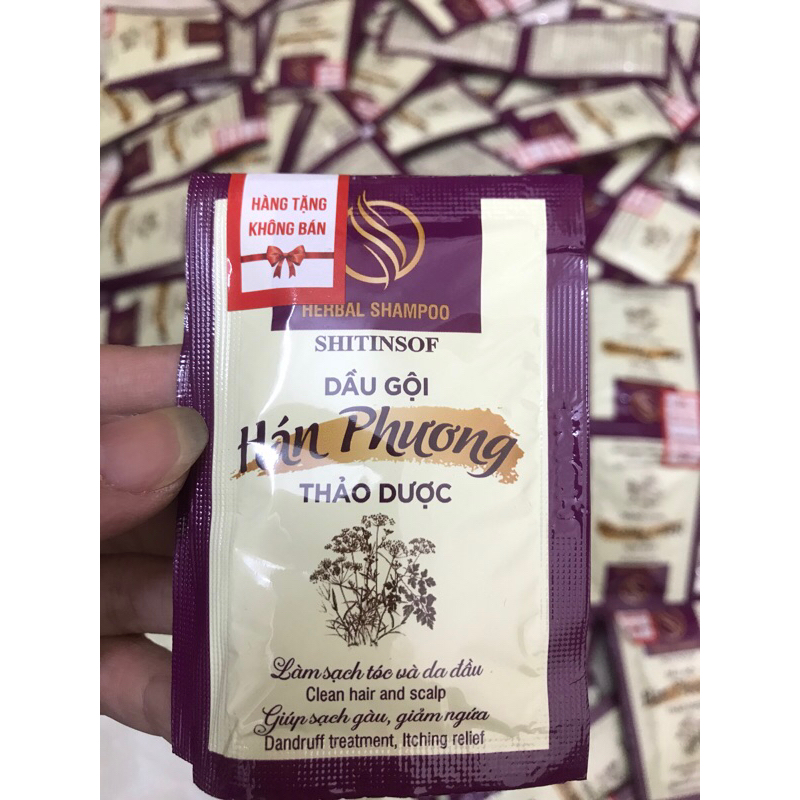 HÀNG TẶNG
KHÔNG BÁN
HERBAL SHAMPOO
SHITINSOF
DẦU GỘI
Hán Phương
THẢO DƯỢC
Làm sạch tóc và da đầu
Clean hair and scalp
Giúp sạch gàu, giảm ngứa
Dandruff treatment, Itching relief